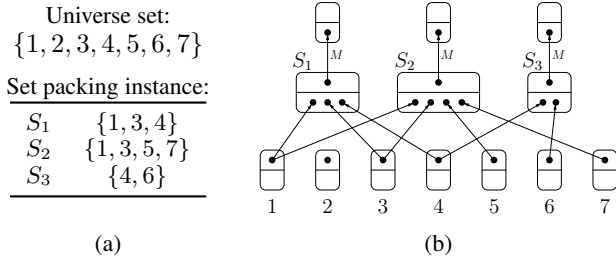 Universe set:
{1, 2, 3, 4, 5, 6, 7}
Set packing instance:
S₁ {1, 3, 4}
S₂ {1, 3, 5, 7}
S₃ {4, 6}
(a)
M M M
S₁ S₂ S₃
1 2 3 4 5 6 7
(b)